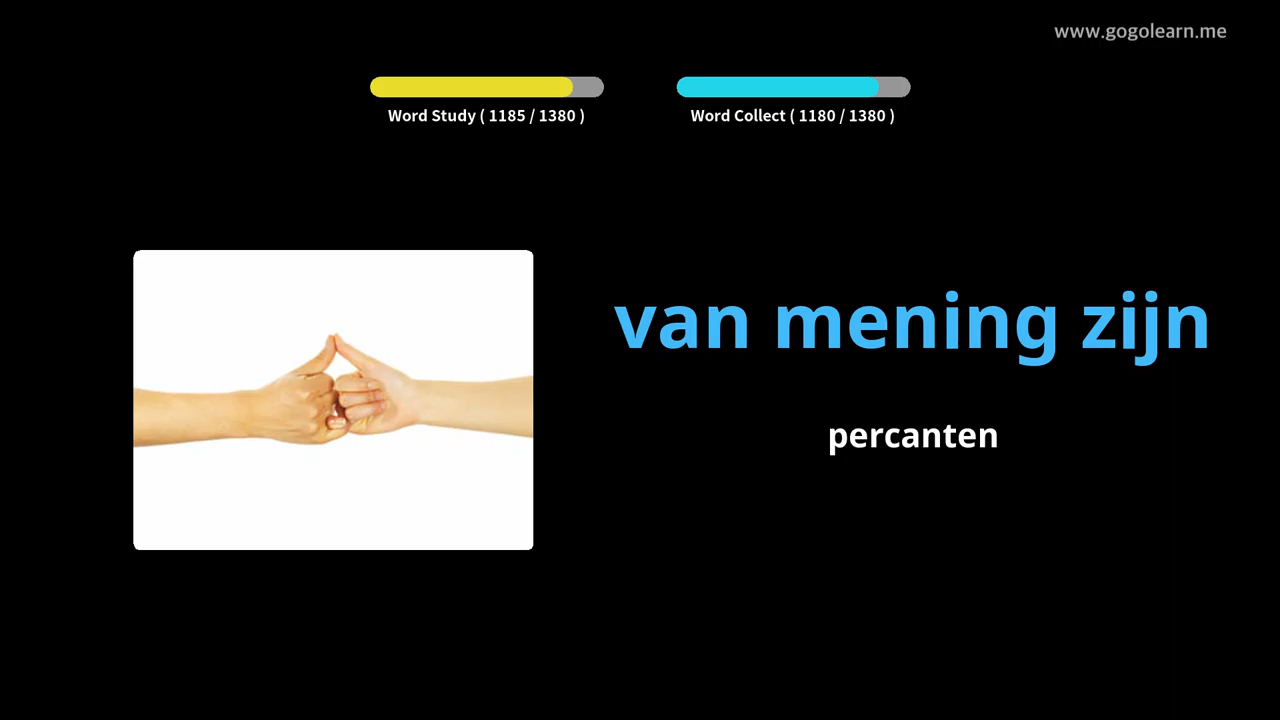 www.gogolearn.me
Word Study ( 1185 / 1380 )
Word Collect ( 1180 / 1380 )
van mening zijn
percanten